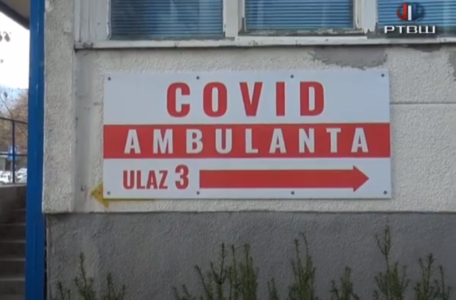 РТВШ
COVID
AMBULANTA
ULAZ 3